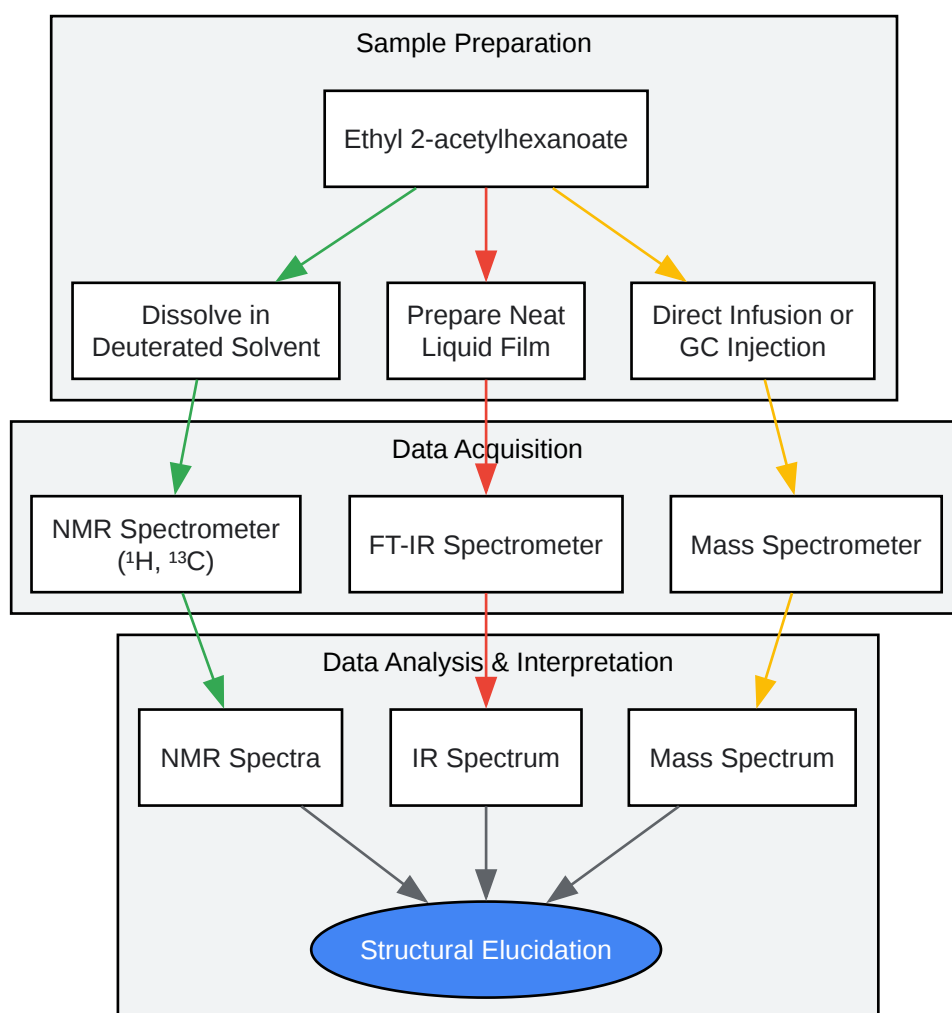 Sample Preparation
Ethyl 2-acetylhexanoate
Dissolve in
Deuterated Solvent
Prepare Neat
Liquid Film
Direct Infusion or
GC Injection
Data Acquisition
NMR Spectrometer
(¹H, ¹³C)
FT-IR Spectrometer
Mass Spectrometer
Data Analysis & Interpretation
NMR Spectra
IR Spectrum
Mass Spectrum
Structural Elucidation